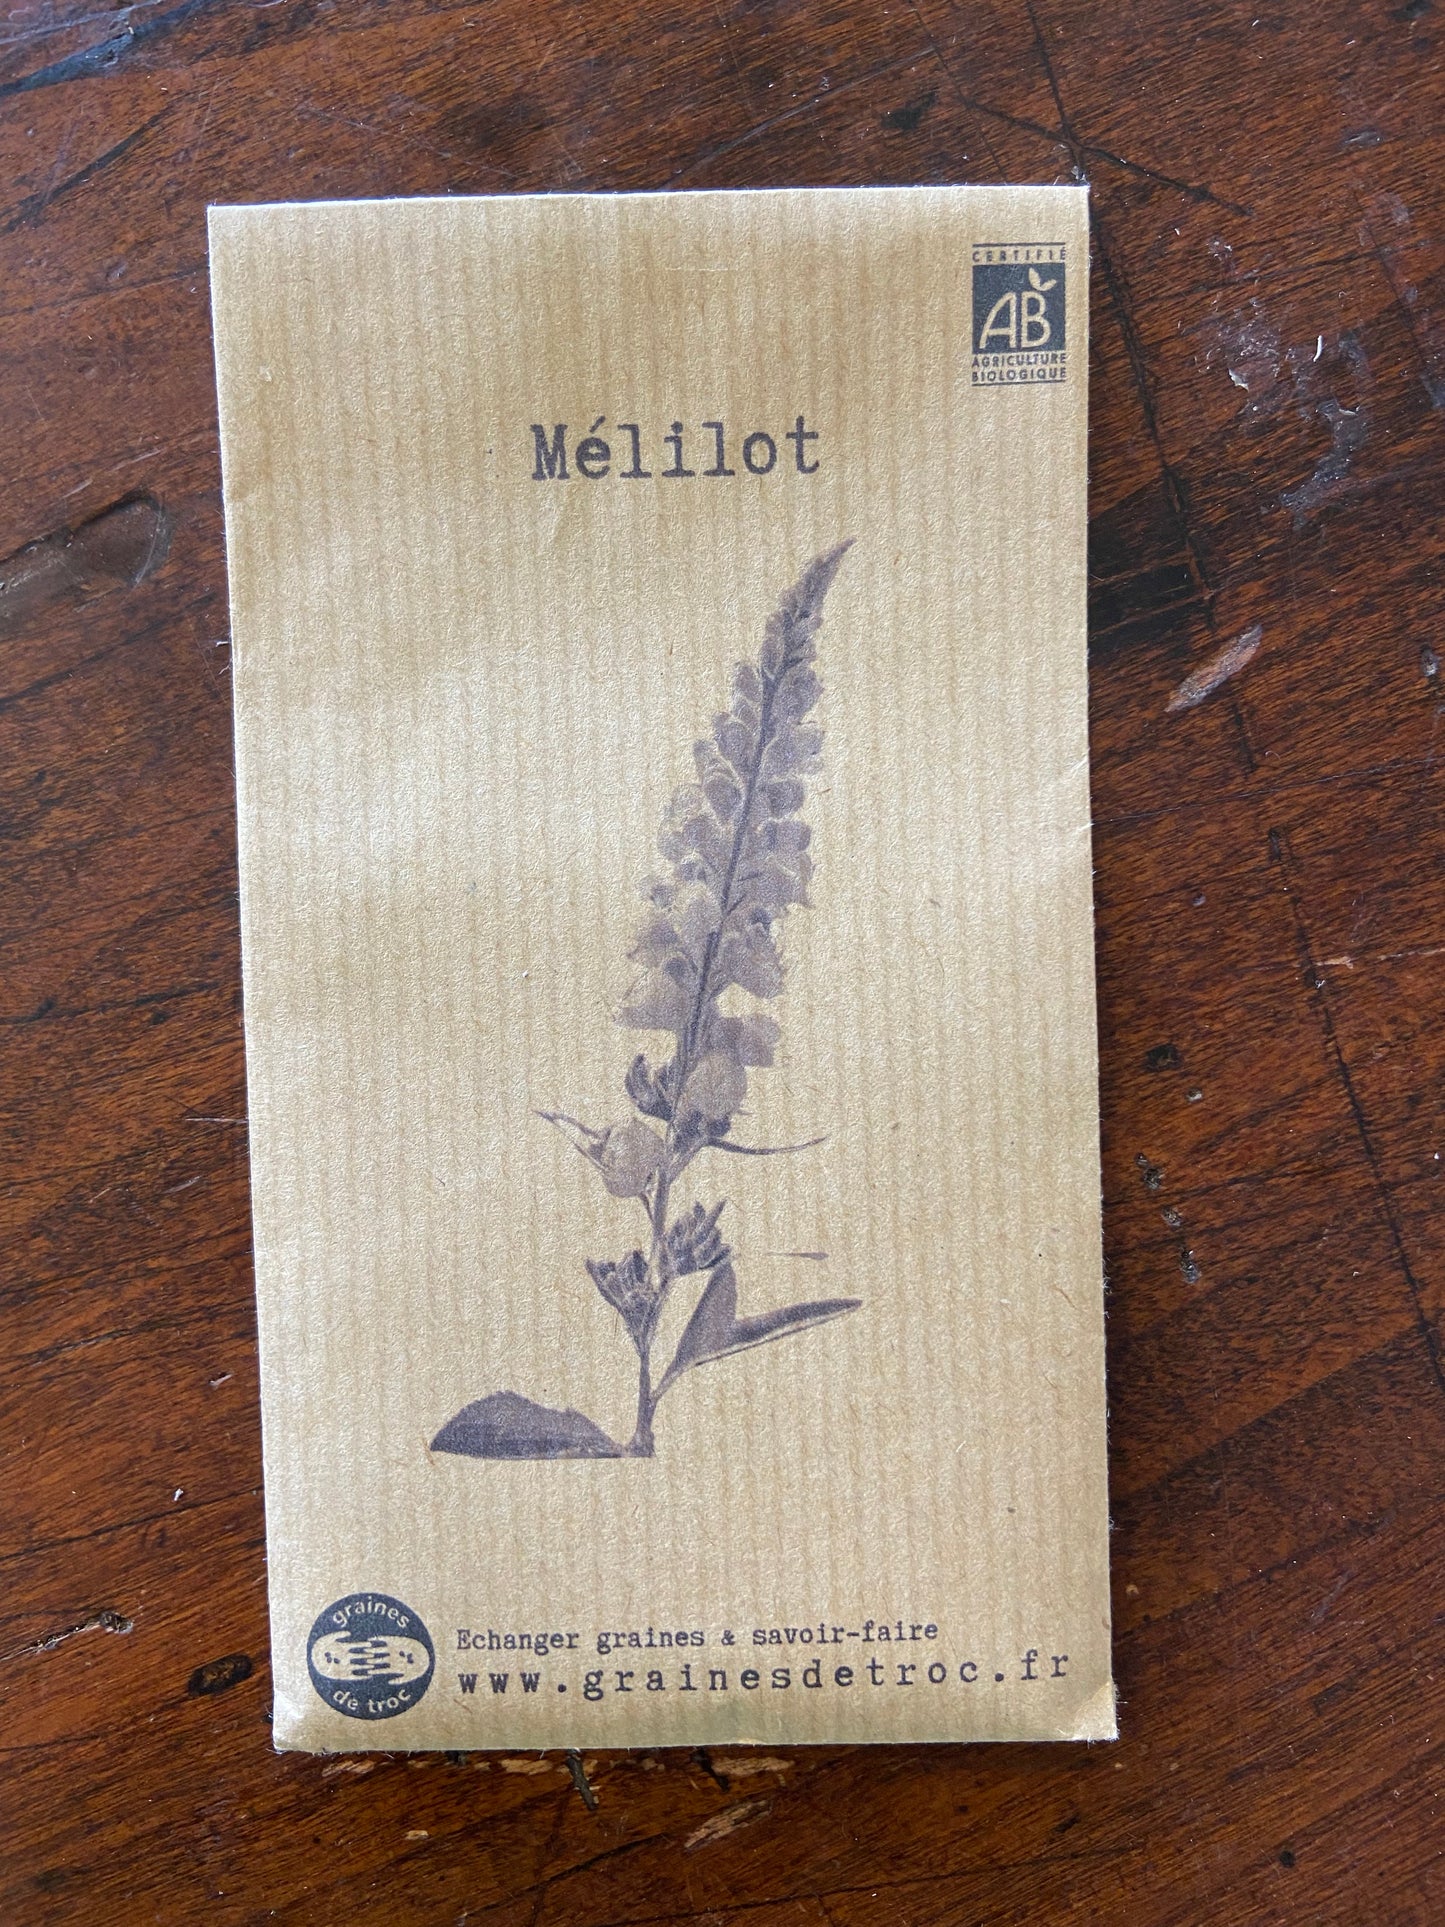 CERTIFIÉ
AB
AGRICULTURE
BIOLOGIQUE
Mélilot
graines
de troc
Echanger graines & savoir-faire
www.grainesdetroc.fr